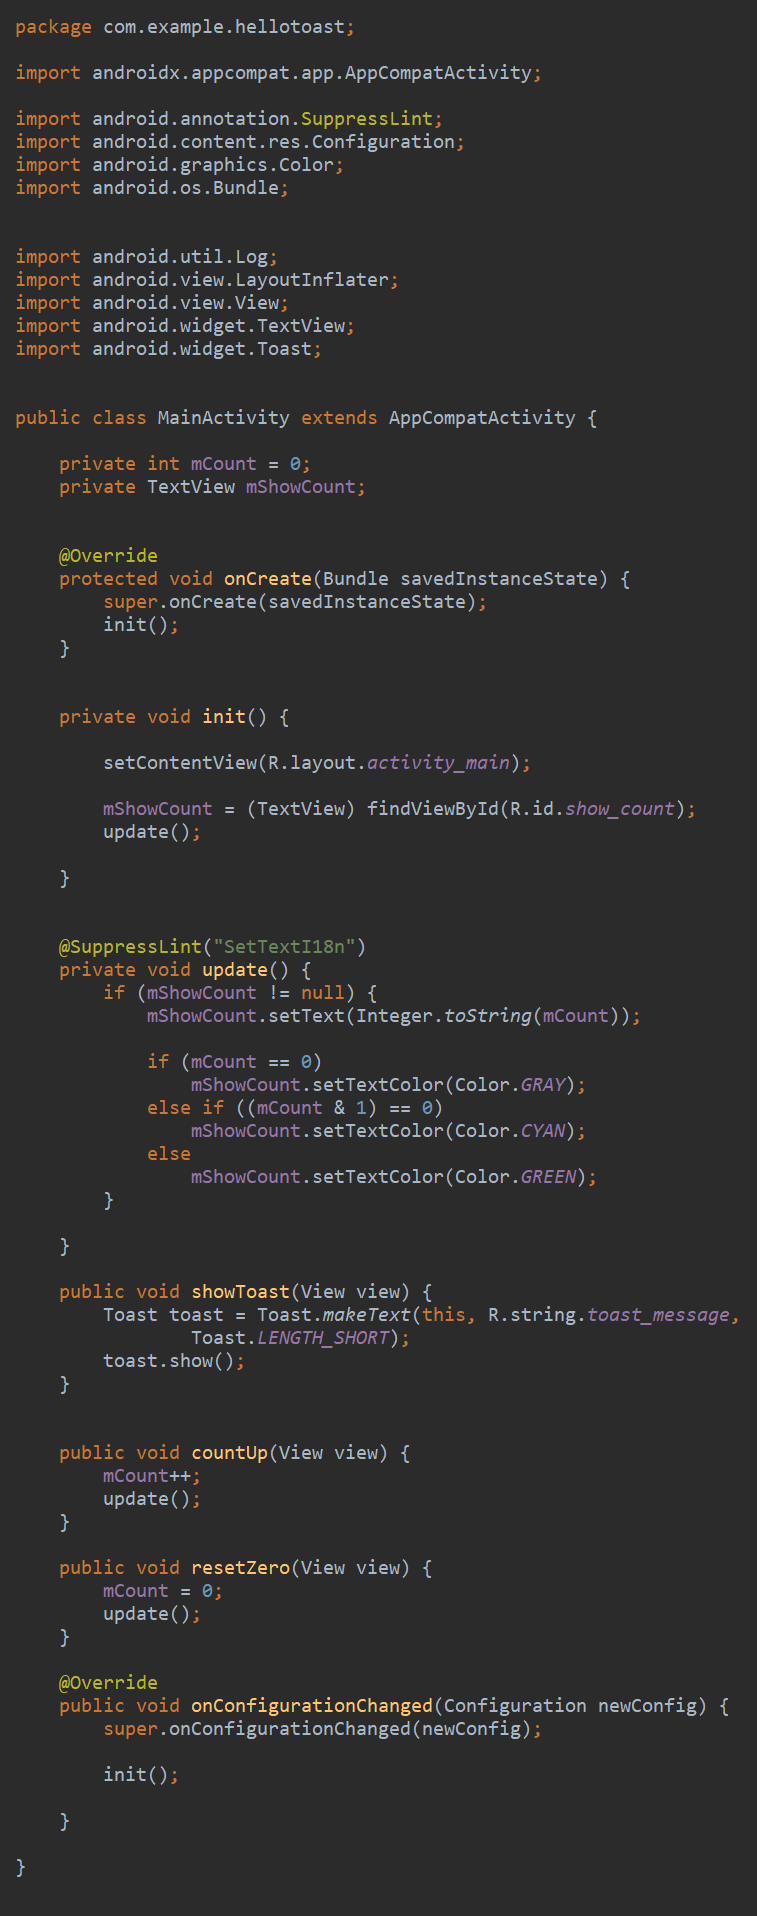 package com.example.hellotoast;
import androidx.appcompat.app.AppCompatActivity;
import android.annotation.SuppressLint;
import android.content.res.Configuration;
import android.graphics.Color;
import android.os.Bundle;
import android.util.Log;
import android.view.LayoutInflater;
import android.view.View;
import android.widget.TextView;
import android.widget.Toast;
public class MainActivity extends AppCompatActivity {
private int mCount = 0;
private TextView mShowCount;
@Override
protected void onCreate(Bundle savedInstanceState) {
super.onCreate(savedInstanceState);
init();
}
private void init() {
setContentView(R.layout.activity_main);
mShowCount = (TextView) findViewById(R.id.show_count);
update();
}
@SuppressLint("SetTextI18n")
private void update() {
if (mShowCount != null) {
mShowCount.setText(Integer.toString(mCount));
if (mCount == 0)
mShowCount.setTextColor(Color.GRAY);
else if ((mCount & 1) == 0)
mShowCount.setTextColor(Color.CYAN);
else
mShowCount.setTextColor(Color.GREEN);
}
}
public void showToast(View view) {
Toast toast = Toast.makeText(this, R.string.toast_message,
Toast.LENGTH_SHORT);
toast.show();
}
public void countUp(View view) {
mCount++;
update();
}
public void resetZero(View view) {
mCount = 0;
update();
}
@Override
public void onConfigurationChanged(Configuration newConfig) {
super.onConfigurationChanged(newConfig);
init();
}
}